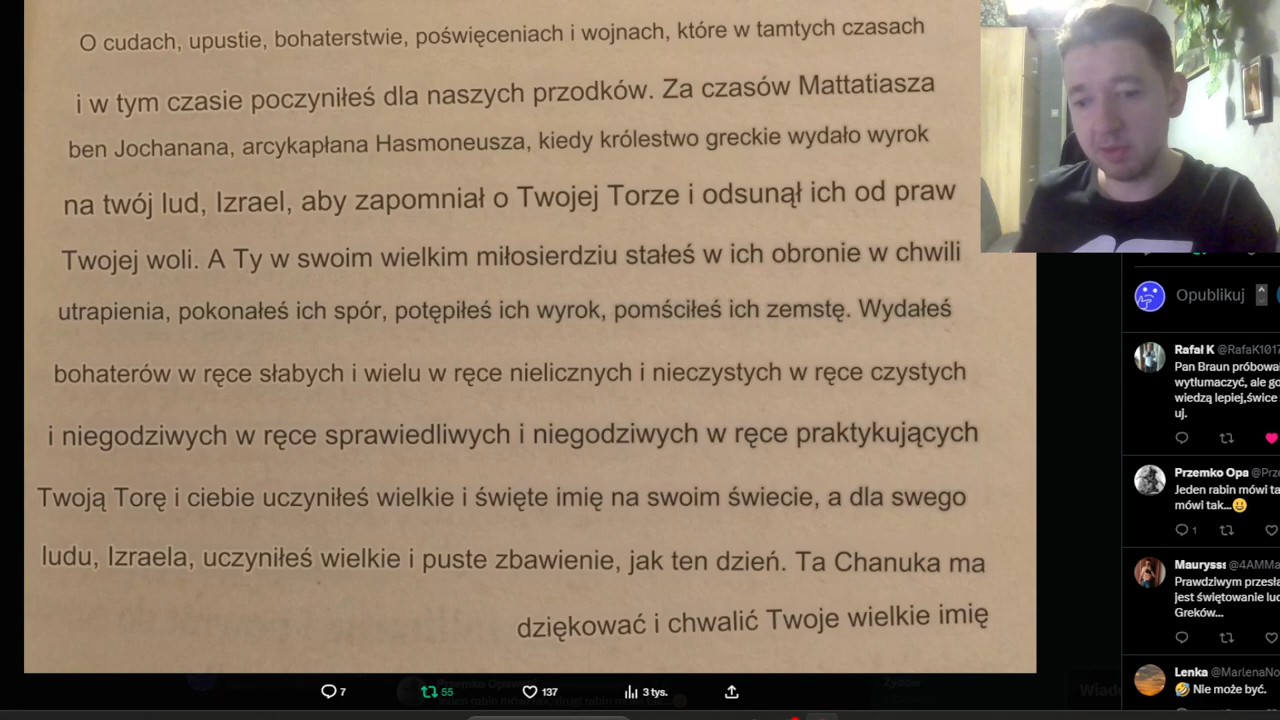 O cudach, upustie, bohaterstwie, poświęceniach i wojnach, które w tamtych czasach
i w tym czasie poczyniłeś dla naszych przodków. Za czasów Mattatiasza
ben Jochanana, arcykapłana Hasmoneusza, kiedy królestwo greckie wydało wyrok
na twój lud, Izrael, aby zapomniał o Twojej Torze i odsunął ich od praw
Twojej woli. A Ty w swoim wielkim miłosierdziu stałeś w ich obronie w chwili
utrapienia, pokonałeś ich spór, potępiłeś ich wyrok, pomściłeś ich zemstę. Wydałeś
bohaterów w ręce słabych i wielu w ręce nielicznych i nieczystych w ręce czystych
i niegodziwych w ręce sprawiedliwych i niegodziwych w ręce praktykujących
Twoją Torę i ciebie uczyniłeś wielkie i święte imię na swoim świecie, a dla swego
ludu, Izraela, uczyniłeś wielkie i puste zbawienie, jak ten dzień. Ta Chanuka ma
dziękować i chwalić Twoje wielkie imię
7
55
137
3 tys.
Opublikuj
Rafał K @RafaK1017
Pan Braun próbował
wytłumaczyć, ale
wiedzą lepiej,świce
uj.
Przemko Opa
Jeden rabin mówi
mówi tak...😃
1
Mauryss @4AMMa
Prawdziwym
jest świętowanie
Greków...
Lenka @MarlenaNo
🤣 Nie może być.